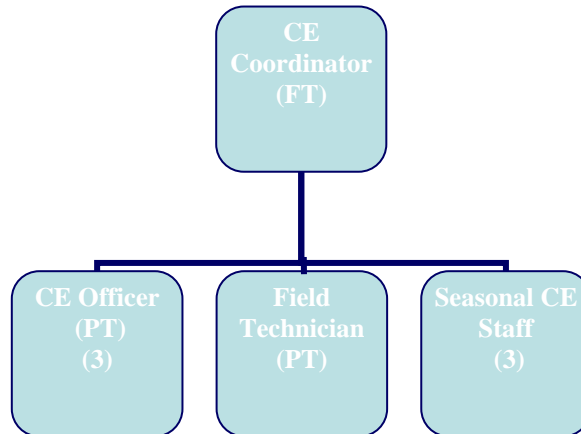 CE
Coordinator
(FT)
CE Officer
(PT)
(3)
Field
Technician
(PT)
Seasonal CE
Staff
(3)